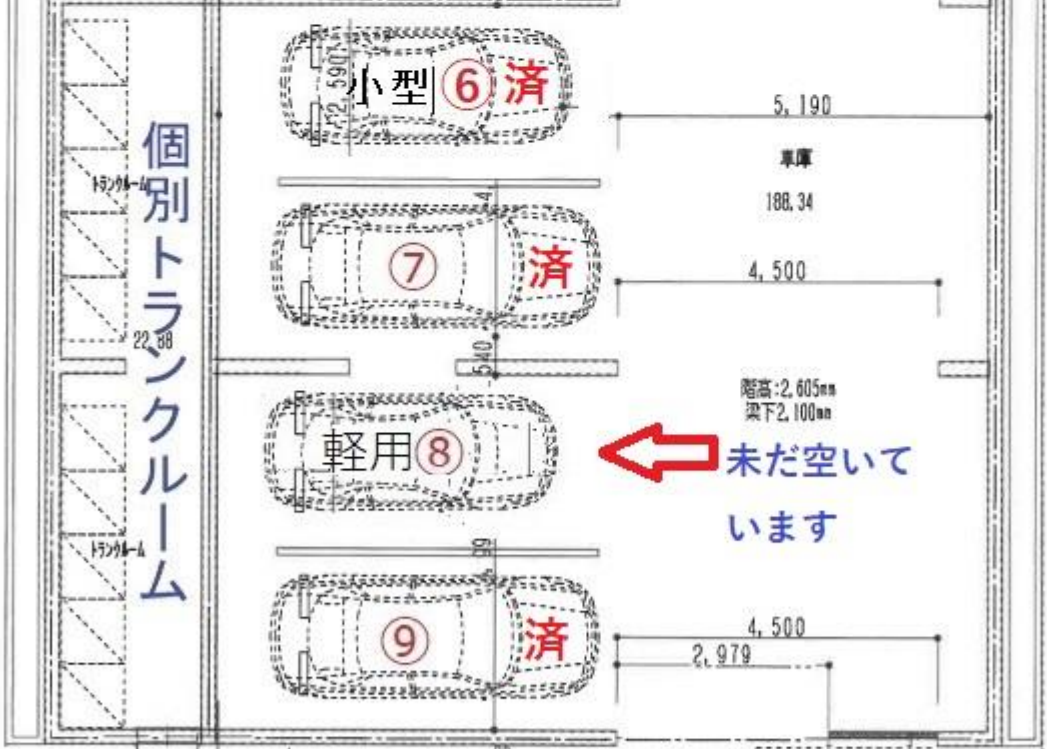 小型 ⑥ 済
2,590
5,190
車庫
188.34
個別トランクルーム
トランクルーム
⑦ 済
4,500
22.88
540
階高:2,605mm
梁下2,100mm
軽用 ⑧
未だ空いて
います
トランクルーム
⑨ 済
4,500
2,979